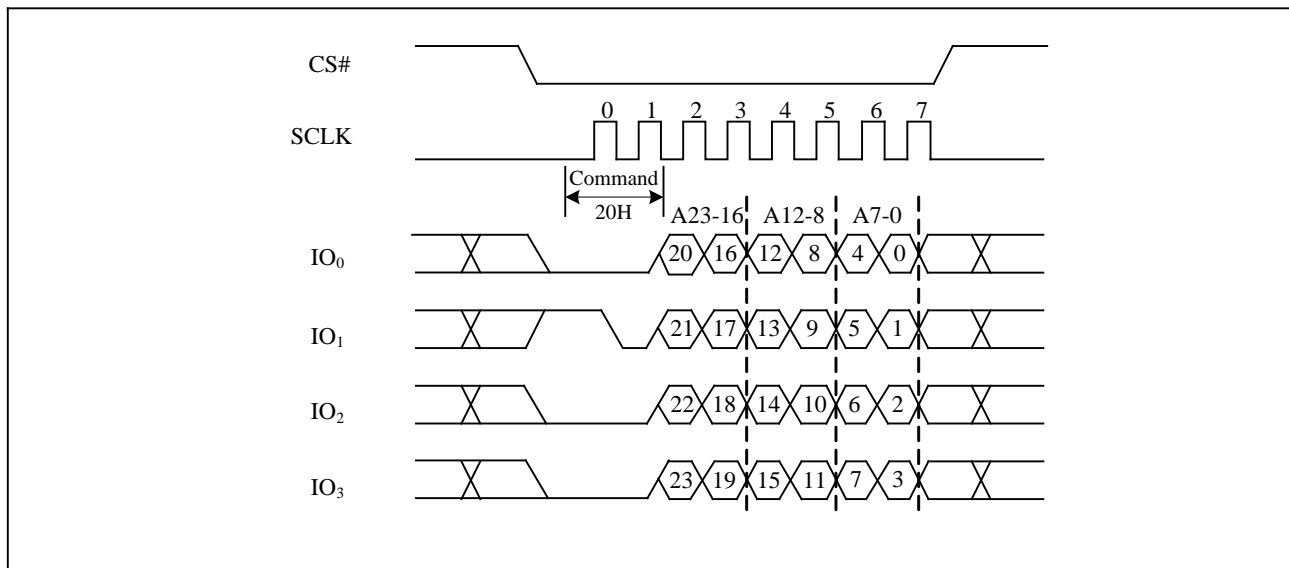 CS#
0 1 2 3 4 5 6 7
SCLK
Command
20H
A23-16 A12-8 A7-0
IO₀ 20 16 12 8 4 0
IO₁ 21 17 13 9 5 1
IO₂ 22 18 14 10 6 2
IO₃ 23 19 15 11 7 3